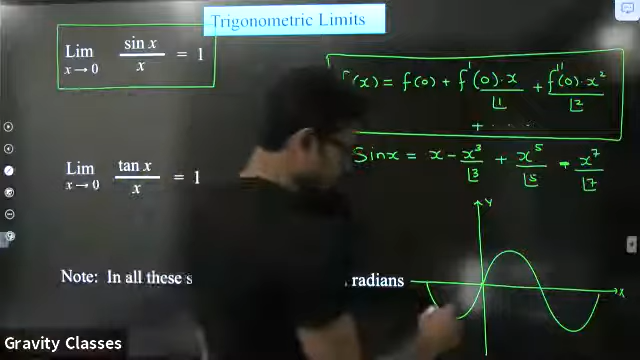 Trigonometric Limits
Lim x→0 sin x / x = 1
Lim x→0 tan x / x = 1
Note: In all these radians
(x) = f(0) + f'(0)·x / ⌊1 + f''(0)·x² / ⌊2
+ ·····
Sinx = x - x³/⌊3 + x⁵/⌊5 - x⁷/⌊7
Y
X
Gravity Classes